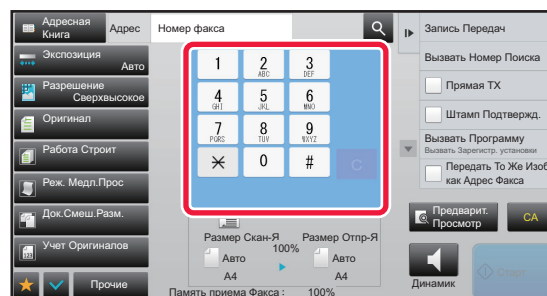 Адресная
Книга
Адрес
Номер факса
Экспозиция
Авто
Разрешение
Сверхвысокое
Оригинал
Работа Строит
Реж. Медл.Прос
Док.Смеш.Разм.
Учет Оригиналов
Прочие
1
2
ABC
3
DEF
4
GHI
5
JKL
6
MNO
7
PQRS
8
TUV
9
WXYZ
0
#
C
Размер Скан-Я
100%
Размер Отпр-Я
Авто
A4
Авто
A4
Память приема Факса :
100%
Запись Передач
Вызвать Номер Поиска
Прямая TX
Штамп Подтвержд.
Вызвать Программу
Вызвать Зарегистр. установки
Передать То Же Изоб
как Адрес Факса
Предварит.
Просмотр
CA
Динамик
Старт